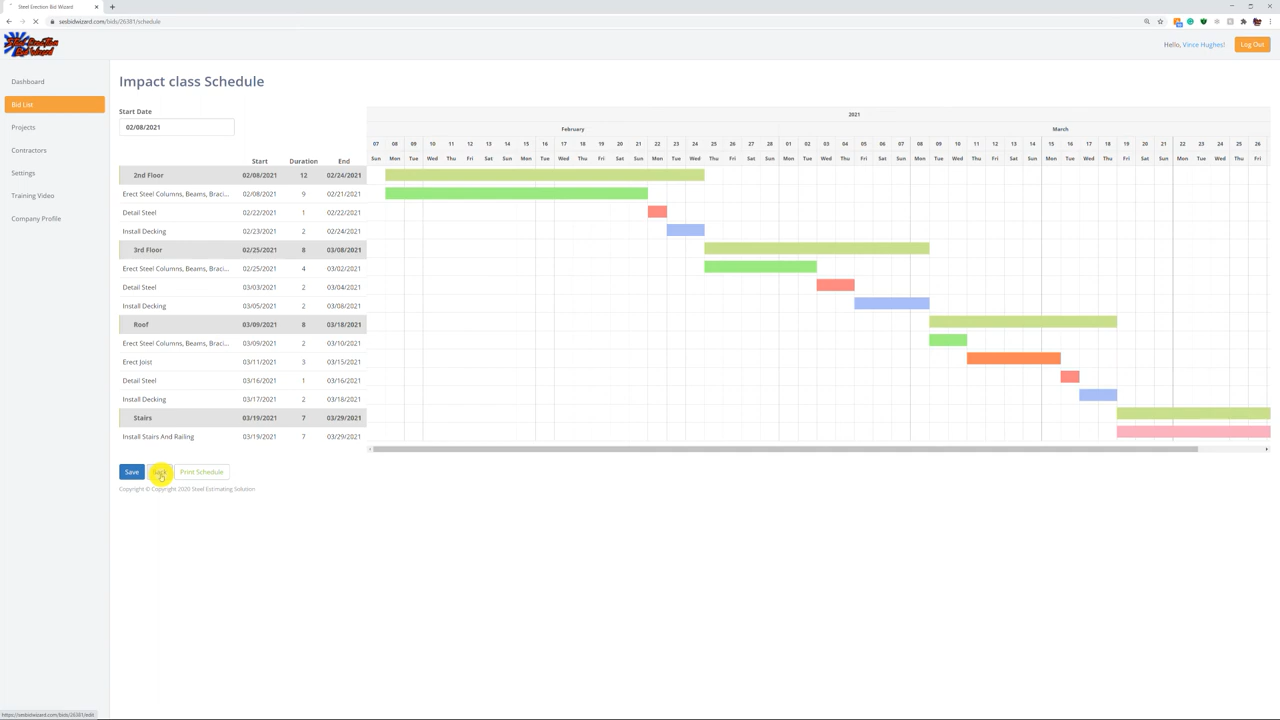 Steel Erection Bid Wizard
sesbidwizard.com/bids/26381/schedule
Steel Erection Bid Wizard
Hello, Vince Hughes!
Log Out
Dashboard
Bid List
Projects
Contractors
Settings
Training Video
Company Profile
Impact class Schedule
Start Date
02/08/2021
2021
February March
07 08 09 10 11 12 13 14 15 16 17 18 19 20 21 22 23 24 25 26 27 28 01 02 03 04 05 06 07 08 09 10 11 12 13 14 15 16 17 18 19 20 21 22 23 24 25 26
Sun Mon Tue Wed Thu Fri Sat Sun Mon Tue Wed Thu Fri Sat Sun Mon Tue Wed Thu Fri Sat Sun Mon Tue Wed Thu Fri Sat Sun Mon Tue Wed Thu Fri Sat Sun Mon Tue Wed Thu Fri Sat Sun Mon Tue Wed Thu Fri
Start Duration End
2nd Floor 02/08/2021 12 02/24/2021
Erect Steel Columns, Beams, Braci... 02/08/2021 9 02/21/2021
Detail Steel 02/22/2021 1 02/22/2021
Install Decking 02/23/2021 2 02/24/2021
3rd Floor 02/25/2021 8 03/08/2021
Erect Steel Columns, Beams, Braci... 02/25/2021 4 03/02/2021
Detail Steel 03/03/2021 2 03/04/2021
Install Decking 03/05/2021 2 03/08/2021
Roof 03/09/2021 8 03/18/2021
Erect Steel Columns, Beams, Braci... 03/09/2021 2 03/10/2021
Erect Joist 03/11/2021 3 03/15/2021
Detail Steel 03/16/2021 1 03/16/2021
Install Decking 03/17/2021 2 03/18/2021
Stairs 03/19/2021 7 03/29/2021
Install Stairs And Railing 03/19/2021 7 03/29/2021
Save Back Print Schedule
Copyright © Copyright 2020 Steel Estimating Solution
https://sesbidwizard.com/bids/26381/edit